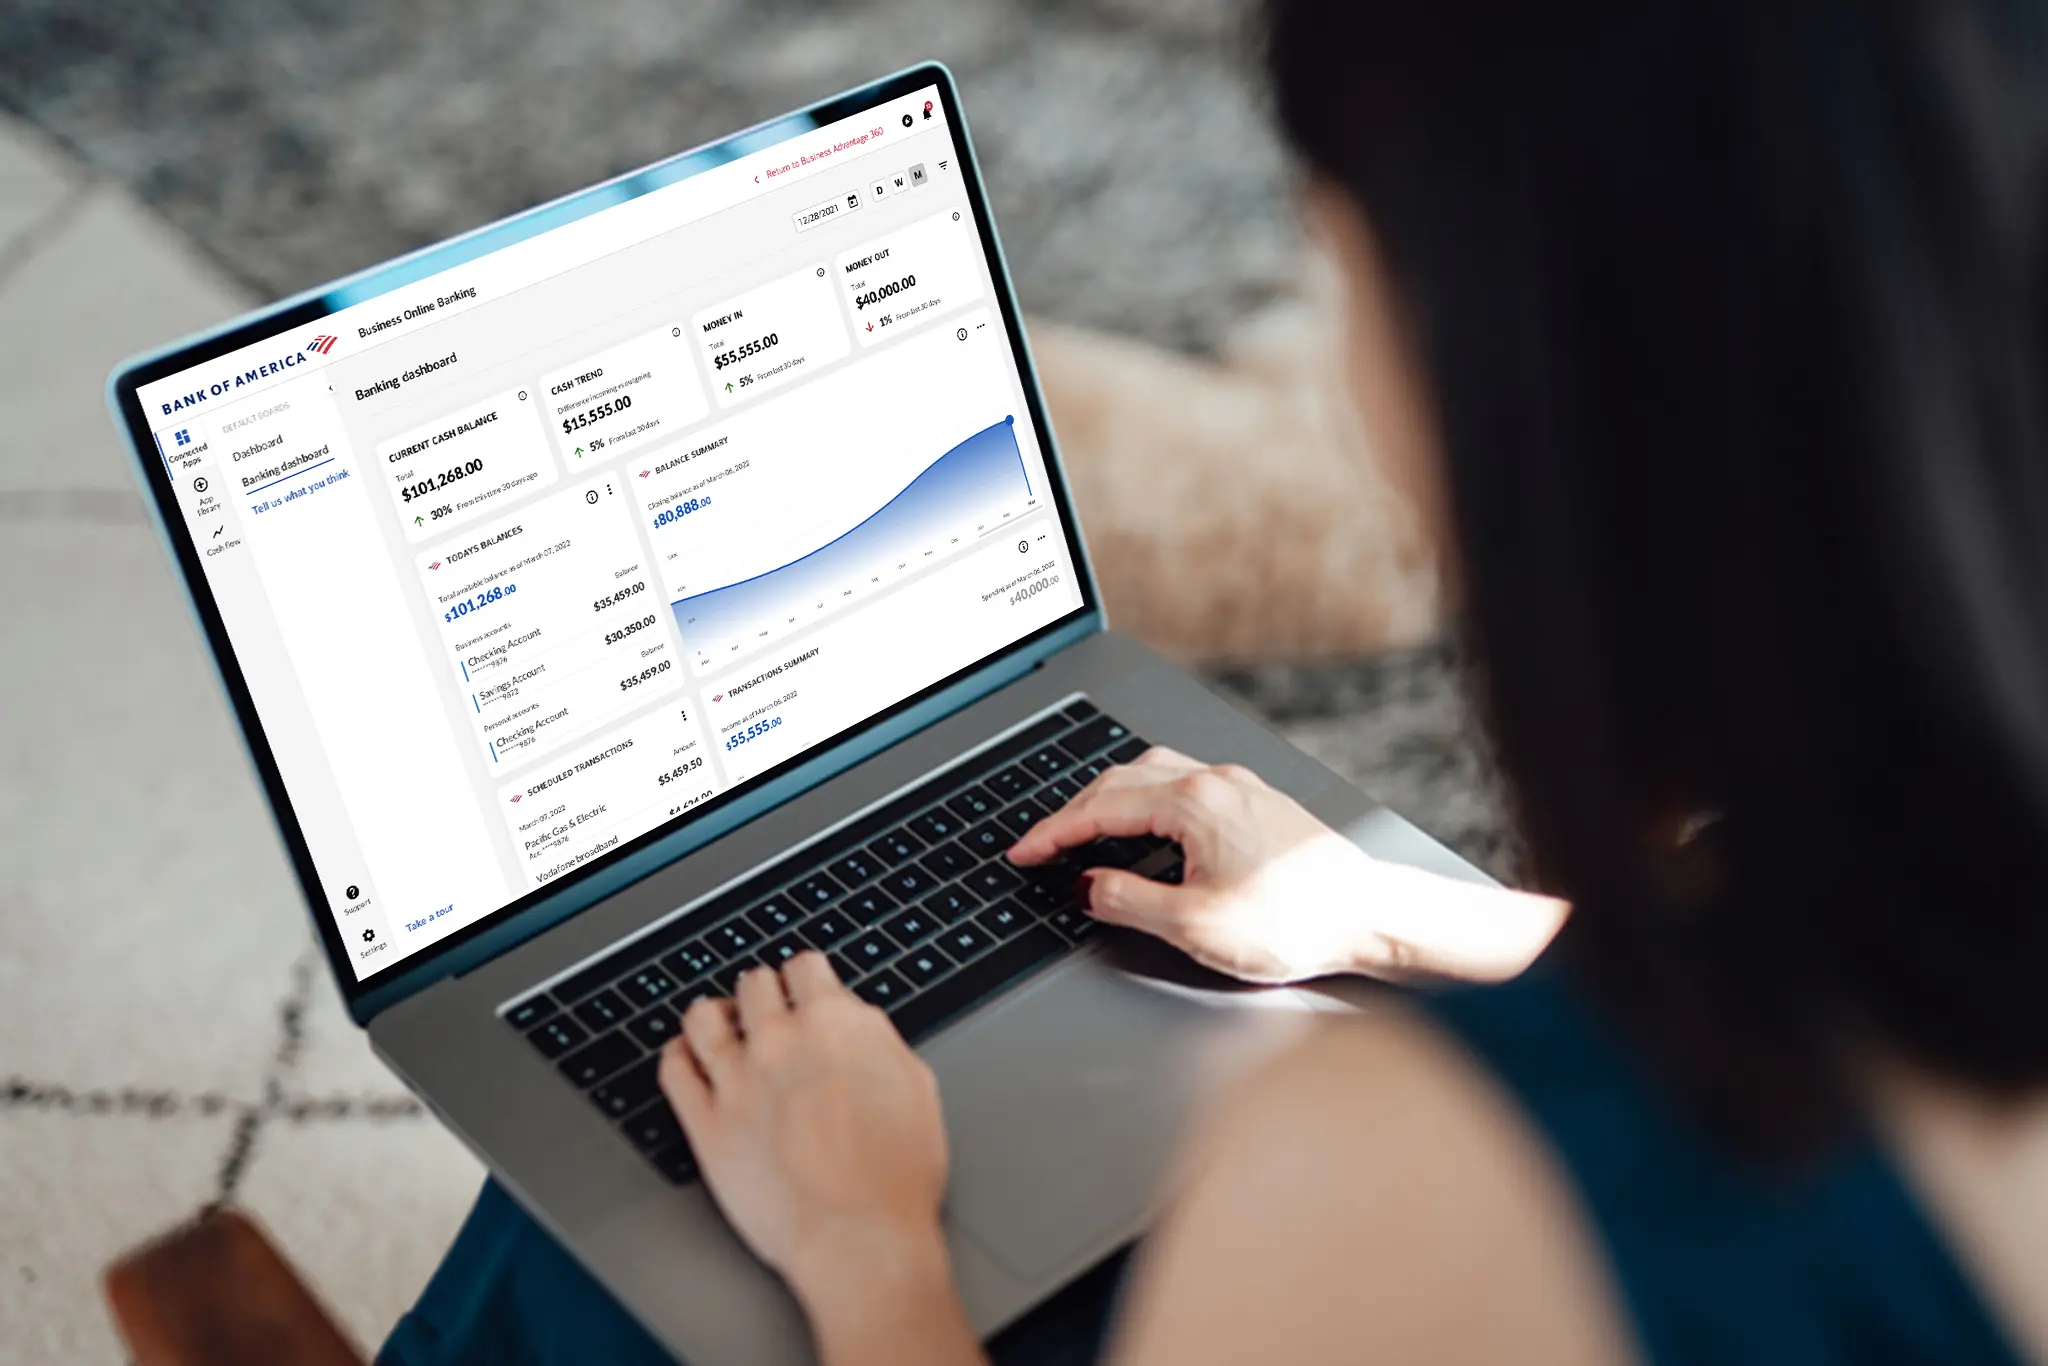 BANK OF AMERICA
Business Online Banking
Return to Business Advantage 360
Connected
Apps
App
library
Cash flow
Support
Settings
DEFAULT BOARDS
Dashboard
Banking dashboard
Tell us what you think
Take a tour
Banking dashboard
12/28/2021
D
W
M
CURRENT CASH BALANCE
Total
$101,268.00
30% From this time 30 days ago
CASH TREND
Difference incoming vs outgoing
$15,555.00
5% From last 30 days
MONEY IN
Total
$55,555.00
5% From last 30 days
MONEY OUT
Total
$40,000.00
1% From last 30 days
TODAYS BALANCES
Total available balance as of March 07, 2022
$101,268.00
Business accounts
Balance
Checking Account
$35,459.00
*******9876
Savings Account
$30,350.00
*******9872
Personal accounts
Balance
Checking Account
$35,459.00
*******9876
SCHEDULED TRANSACTIONS
March 07, 2022
Amount
Pacific Gas & Electric
$5,459.50
Acc. ****9876
Vodafone broadband
BALANCE SUMMARY
Closing balance as of March 06, 2022
$80,888.00
TRANSACTIONS SUMMARY
Income as of March 06, 2022
$55,555.00
Spending as of March 06, 2022
$40,000.00